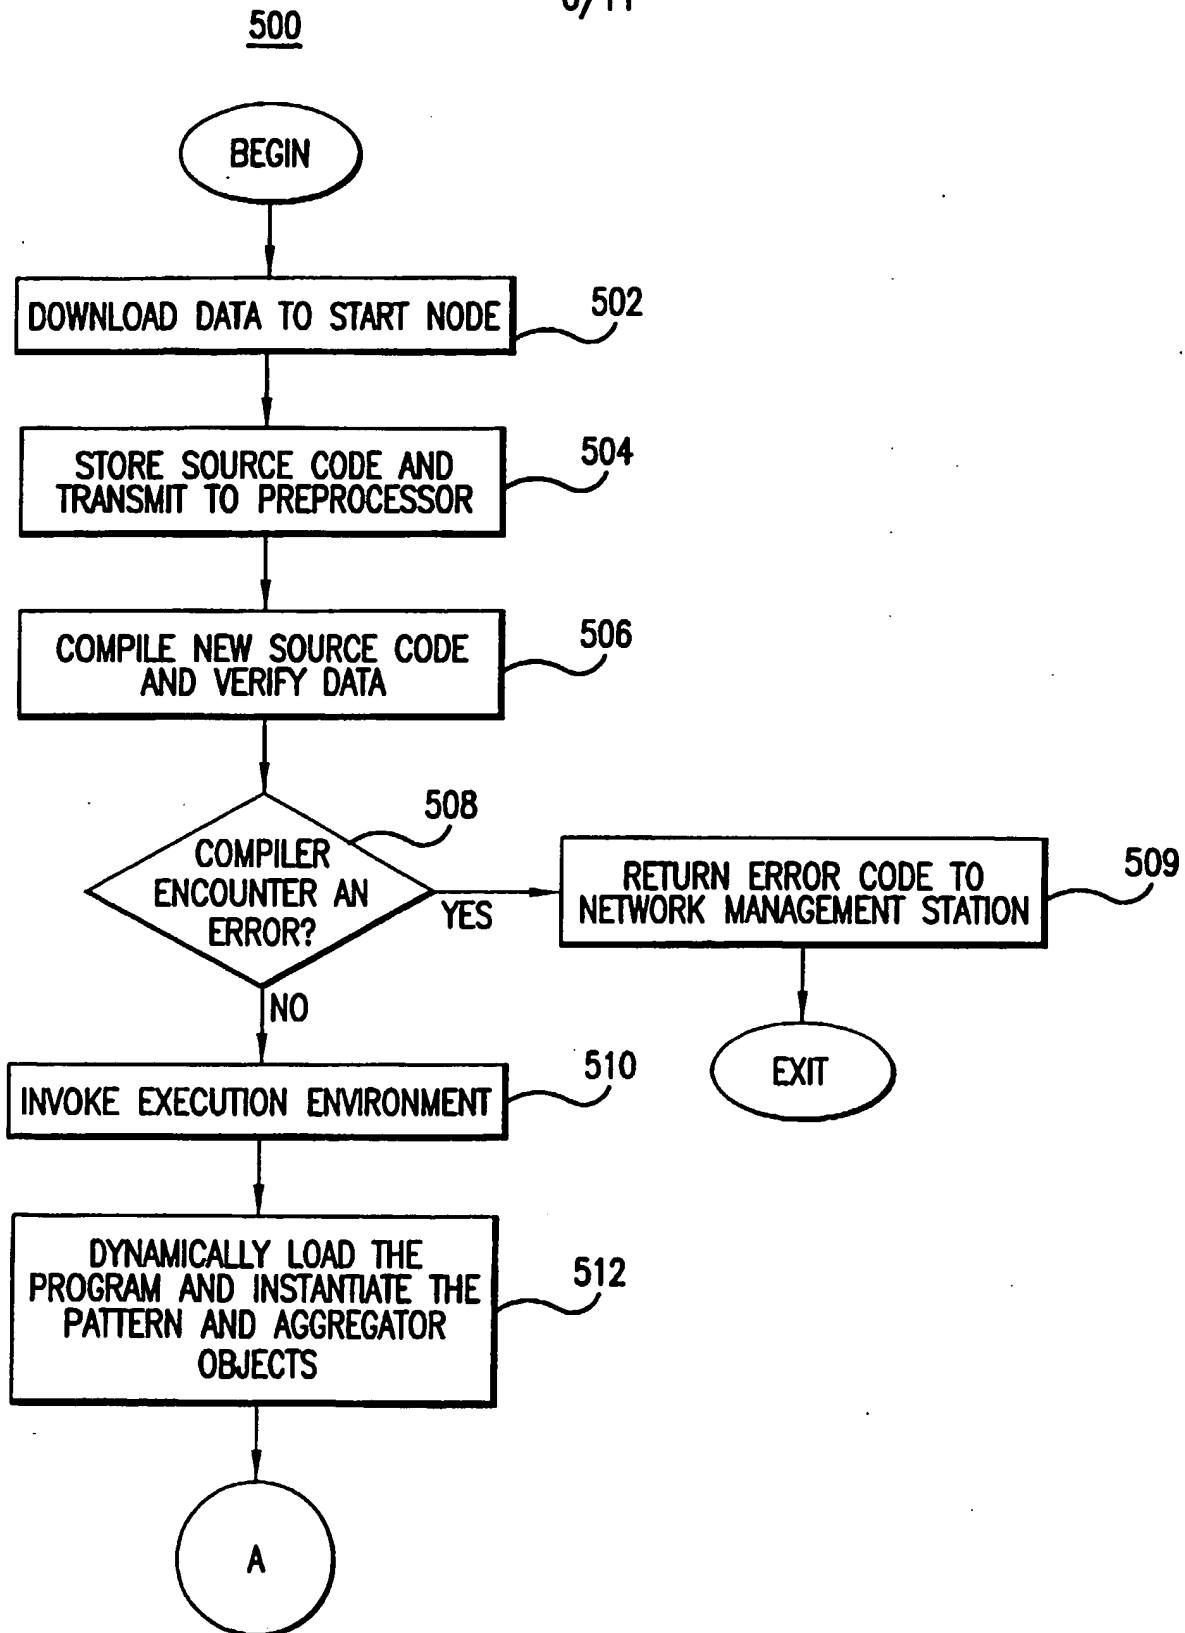 500
BEGIN
DOWNLOAD DATA TO START NODE
502
STORE SOURCE CODE AND
TRANSMIT TO PREPROCESSOR
504
COMPILE NEW SOURCE CODE
AND VERIFY DATA
506
COMPILER
ENCOUNTER AN
ERROR?
508
YES
RETURN ERROR CODE TO
NETWORK MANAGEMENT STATION
509
NO
EXIT
INVOKE EXECUTION ENVIRONMENT
510
DYNAMICALLY LOAD THE
PROGRAM AND INSTANTIATE THE
PATTERN AND AGGREGATOR
OBJECTS
512
A